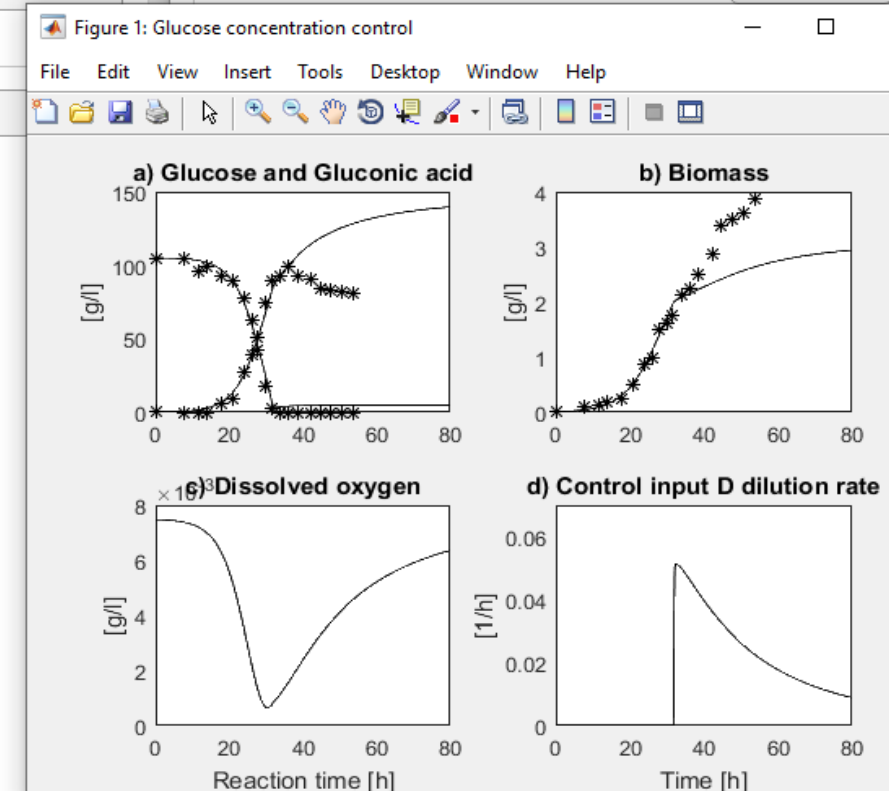 Figure 1: Glucose concentration control
File Edit View Insert Tools Desktop Window Help
a) Glucose and Gluconic acid
150
100
50
0
[g/l]
0 20 40 60 80
b) Biomass
4
3
2
1
0
[g/l]
0 20 40 60 80
c) Dissolved oxygen
× 10⁻³
8
6
4
2
0
[g/l]
0 20 40 60 80
Reaction time [h]
d) Control input D dilution rate
0.06
0.04
0.02
0
[1/h]
0 20 40 60 80
Time [h]